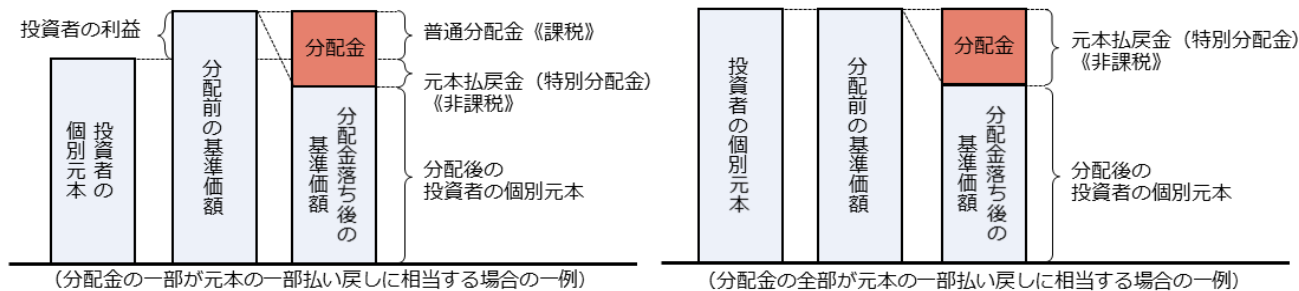 投資者の利益
投資者の
個別元本
分配前の基準価額
分配金
分配金落ち後の
基準価額
普通分配金《課税》
元本払戻金（特別分配金）
《非課税》
分配後の
投資者の個別元本
（分配金の一部が元本の一部払い戻しに相当する場合の一例）
投資者の個別元本
分配前の基準価額
分配金
分配金落ち後の
基準価額
元本払戻金（特別分配金）
《非課税》
分配後の
投資者の個別元本
（分配金の全部が元本の一部払い戻しに相当する場合の一例）